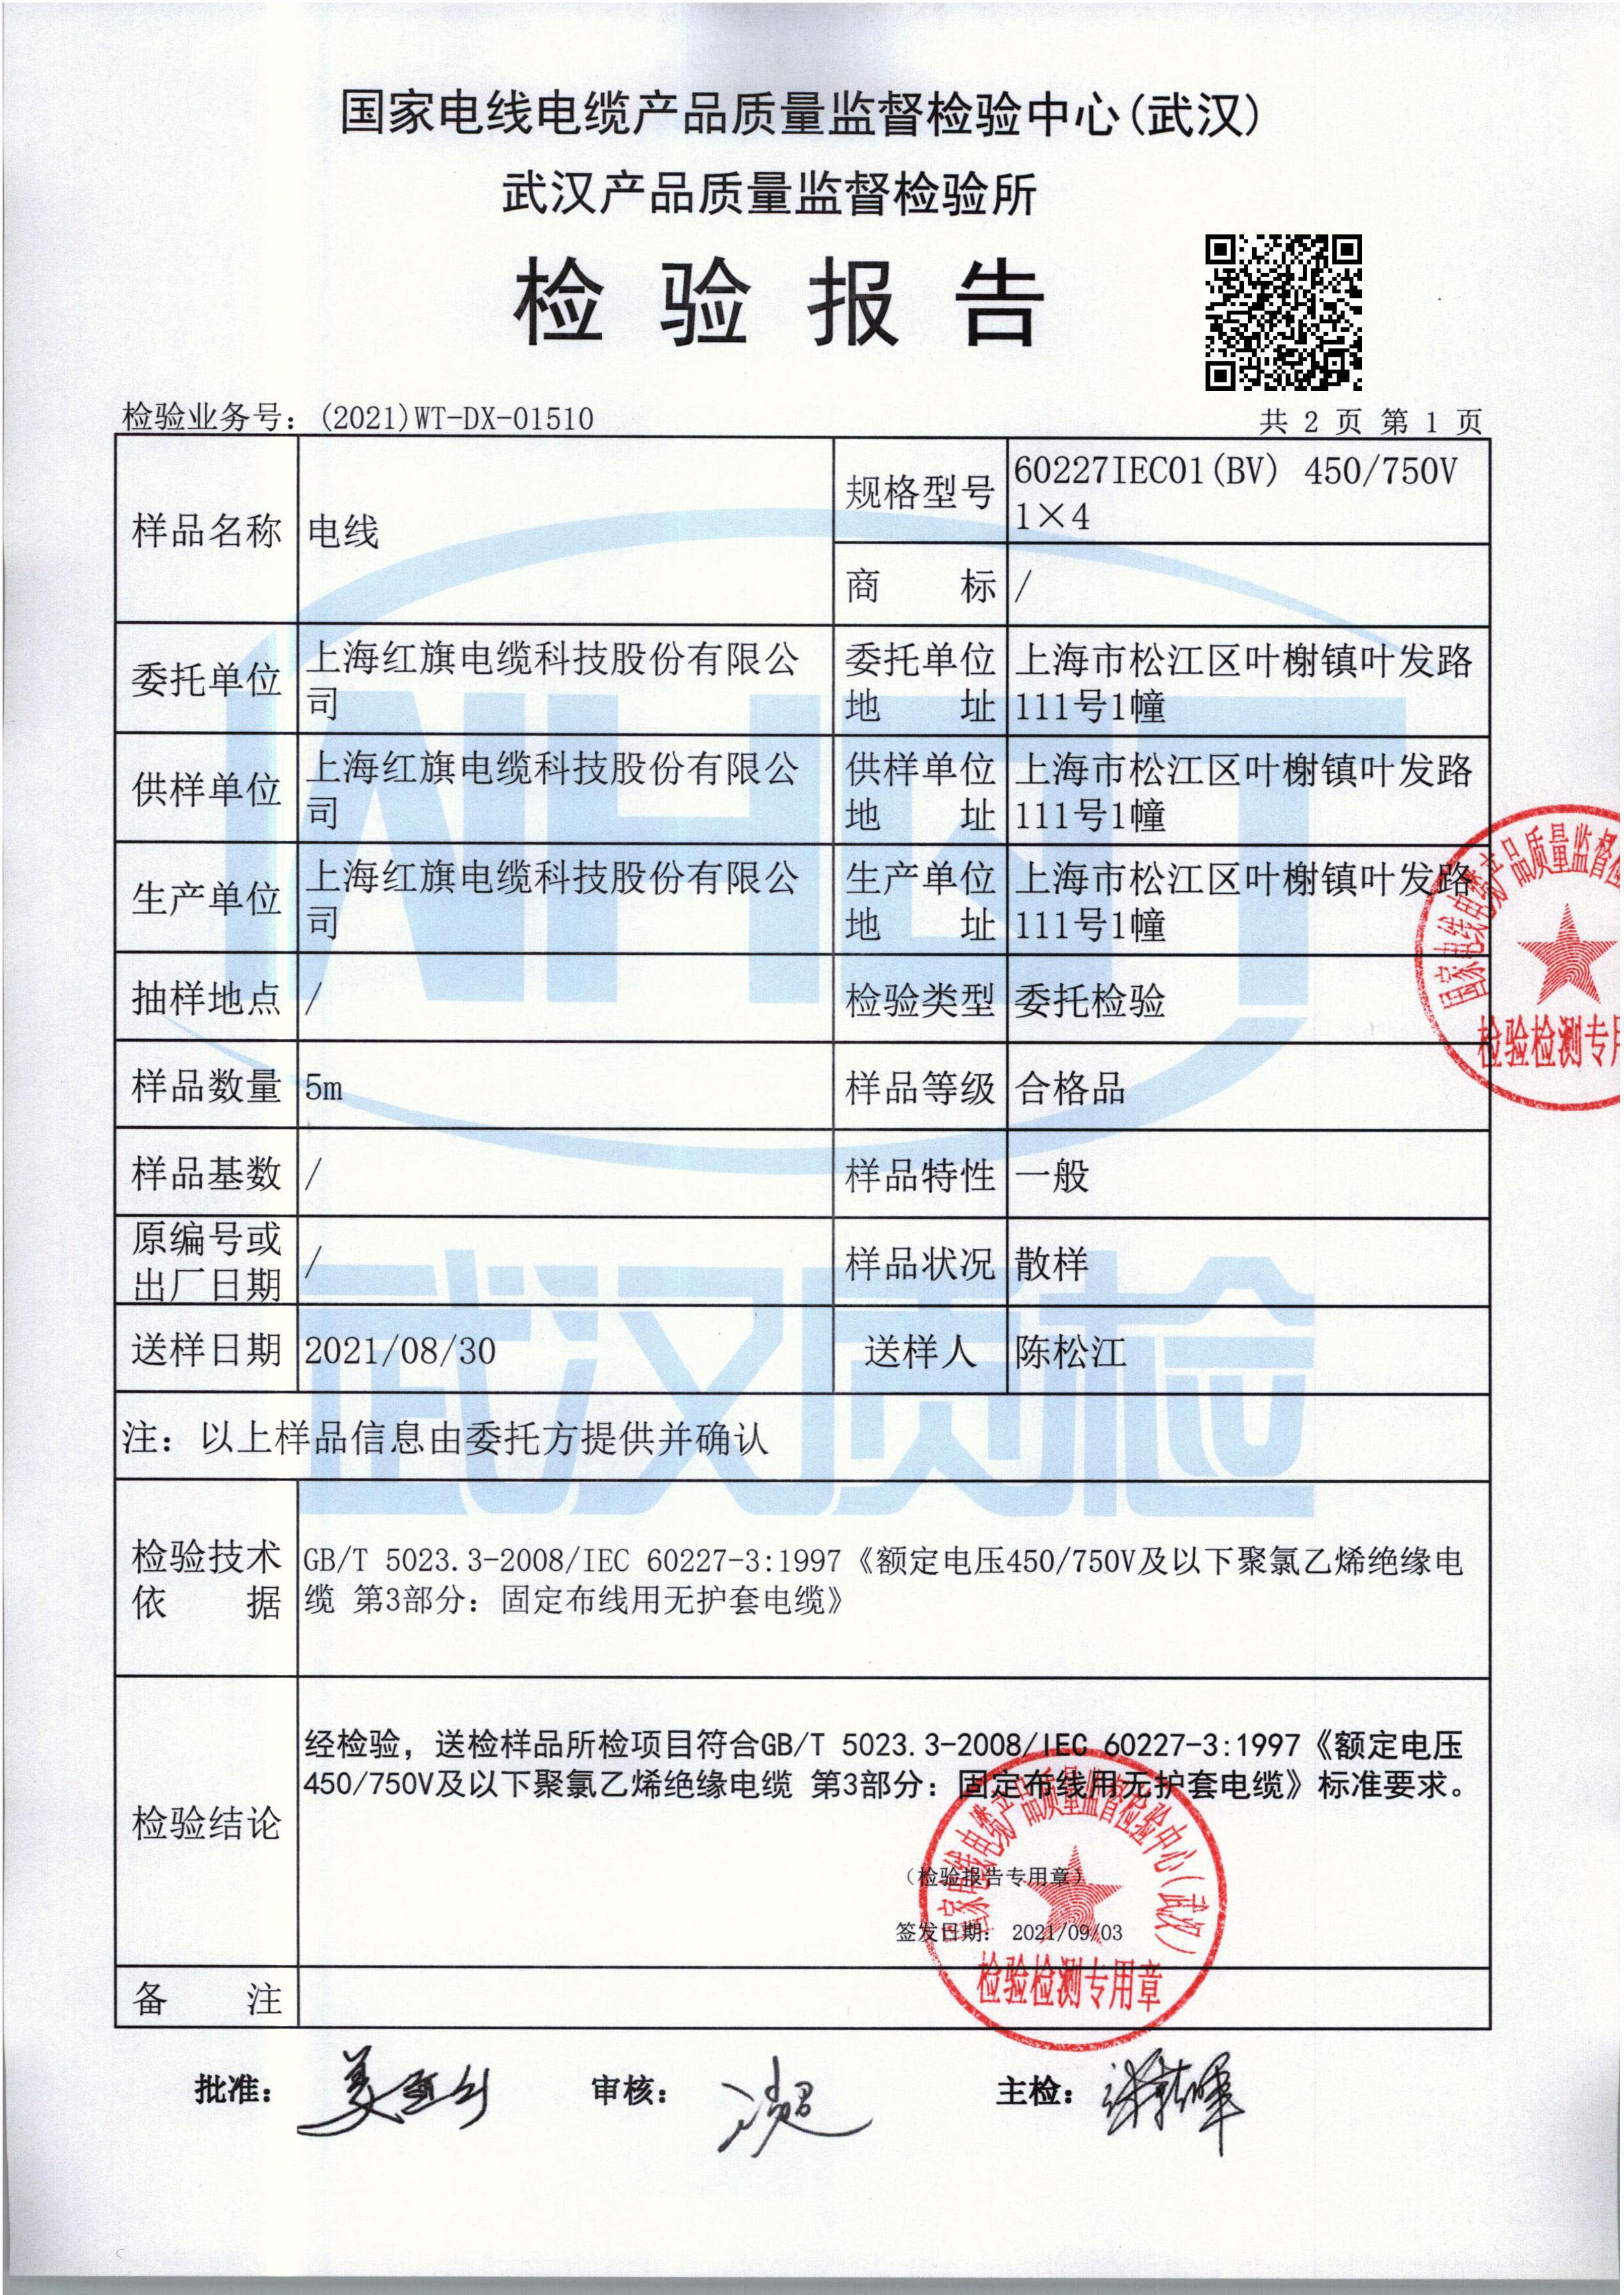 国家电线电缆产品质量监督检验中心(武汉)
武汉产品质量监督检验所
检验报告
检验业务号：(2021)WT-DX-01510
共 2 页 第 1 页
样品名称 电线
规格型号 60227IEC01(BV) 450/750V
1×4
商标 /
委托单位 上海红旗电缆科技股份有限公
司
委托单位
地址
上海市松江区叶榭镇叶发路
111号1幢
供样单位 上海红旗电缆科技股份有限公
司
供样单位
地址
上海市松江区叶榭镇叶发路
111号1幢
生产单位 上海红旗电缆科技股份有限公
司
生产单位
地址
上海市松江区叶榭镇叶发路
111号1幢
国家电线电缆产品质量监督检
检验检测专用
抽样地点 / 检验类型 委托检验
样品数量 5m 样品等级 合格品
样品基数 / 样品特性 一般
原编号或
出厂日期
/
样品状况 散样
送样日期 2021/08/30 送样人 陈松江
注：以上样品信息由委托方提供并确认
检验技术
依据
GB/T 5023.3-2008/IEC 60227-3:1997《额定电压450/750V及以下聚氯乙烯绝缘电
缆 第3部分：固定布线用无护套电缆》
检验结论
经检验，送检样品所检项目符合GB/T 5023.3-2008/IEC 60227-3:1997《额定电压
450/750V及以下聚氯乙烯绝缘电缆 第3部分：固定布线用无护套电缆》标准要求。
（检验报告专用章）
签发日期： 2021/09/03
国家电线电缆产品质量监督检验中心(武汉)
检验检测专用章
备注
批准：
审核：
主检：
武汉质检